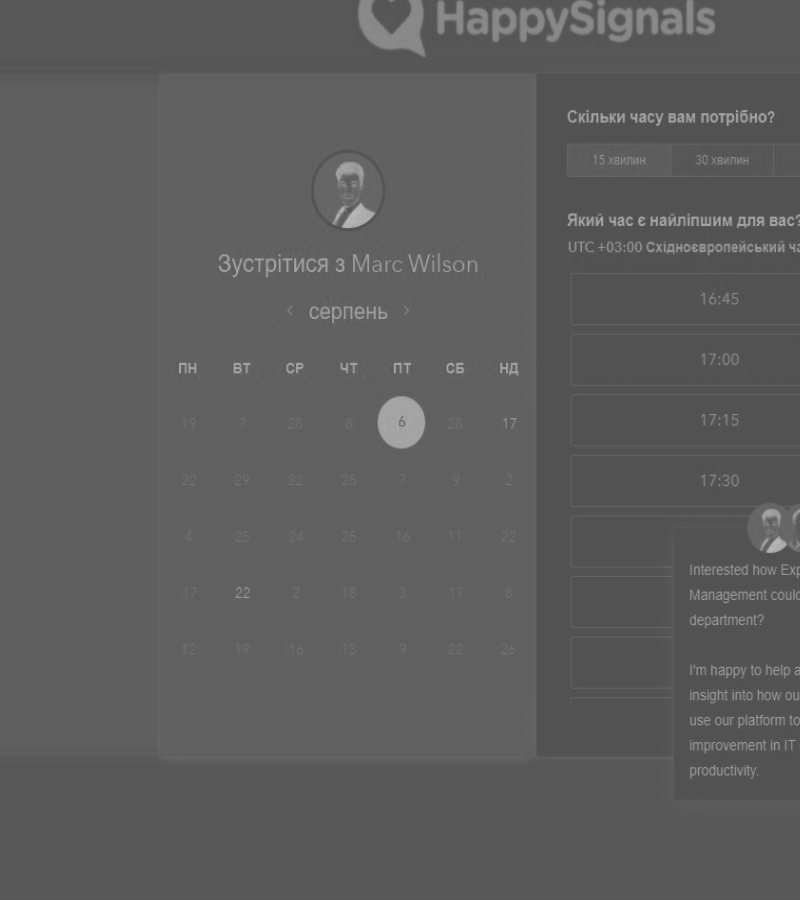 HappySignals
Зустрітися з Marc Wilson
серпень
ПН ВТ СР ЧТ ПТ СБ НД
19 7 28 8 6 28 17
22 29 22 25 7 9 2
4 25 24 25 16 11 22
17 22 2 18 3 17 8
12 19 16 13 9 22 26
Скільки часу вам потрібно?
15 хвилин 30 хвилин
Який час є найліпшим для вас?
UTC +03:00 Східноєвропейський ча
16:45
17:00
17:15
17:30
Interested how Exp
Management could
department?
I'm happy to help a
insight into how ou
use our platform to
improvement in IT
productivity.